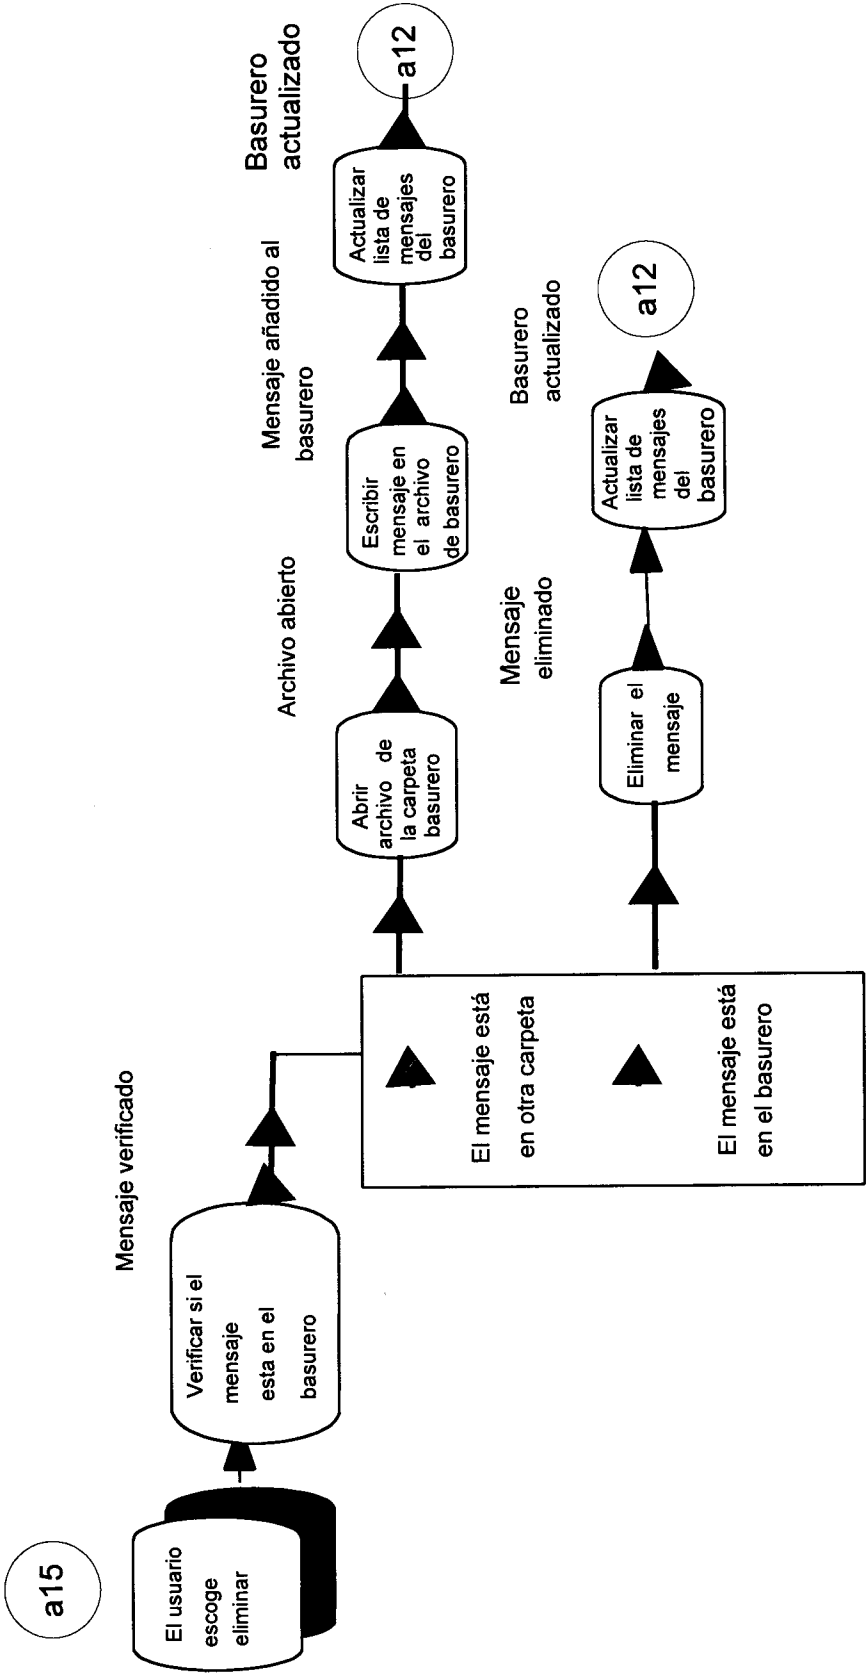 a15
El usuario
escoge
eliminar
Verificar si el
mensaje
esta en el
basurero
Mensaje verificado
El mensaje está
en otra carpeta
El mensaje está
en el basurero
Abrir
archivo de
la carpeta
basurero
Archivo abierto
Escribir
mensaje en
el archivo
de basurero
Mensaje añadido al
basurero
Actualizar
lista de
mensajes
del
basurero
Basurero
actualizado
a12
Eliminar el
mensaje
Mensaje
eliminado
Actualizar
lista de
mensajes
del
basurero
Basurero
actualizado
a12